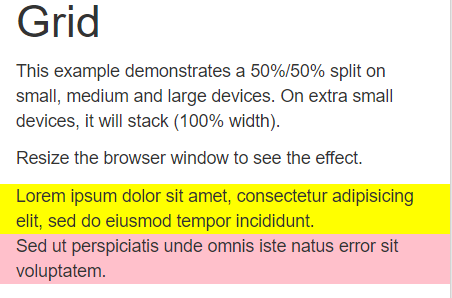 Grid
This example demonstrates a 50%/50% split on
small, medium and large devices. On extra small
devices, it will stack (100% width).
Resize the browser window to see the effect.
Lorem ipsum dolor sit amet, consectetur adipisicing
elit, sed do eiusmod tempor incididunt.
Sed ut perspiciatis unde omnis iste natus error sit
voluptatem.